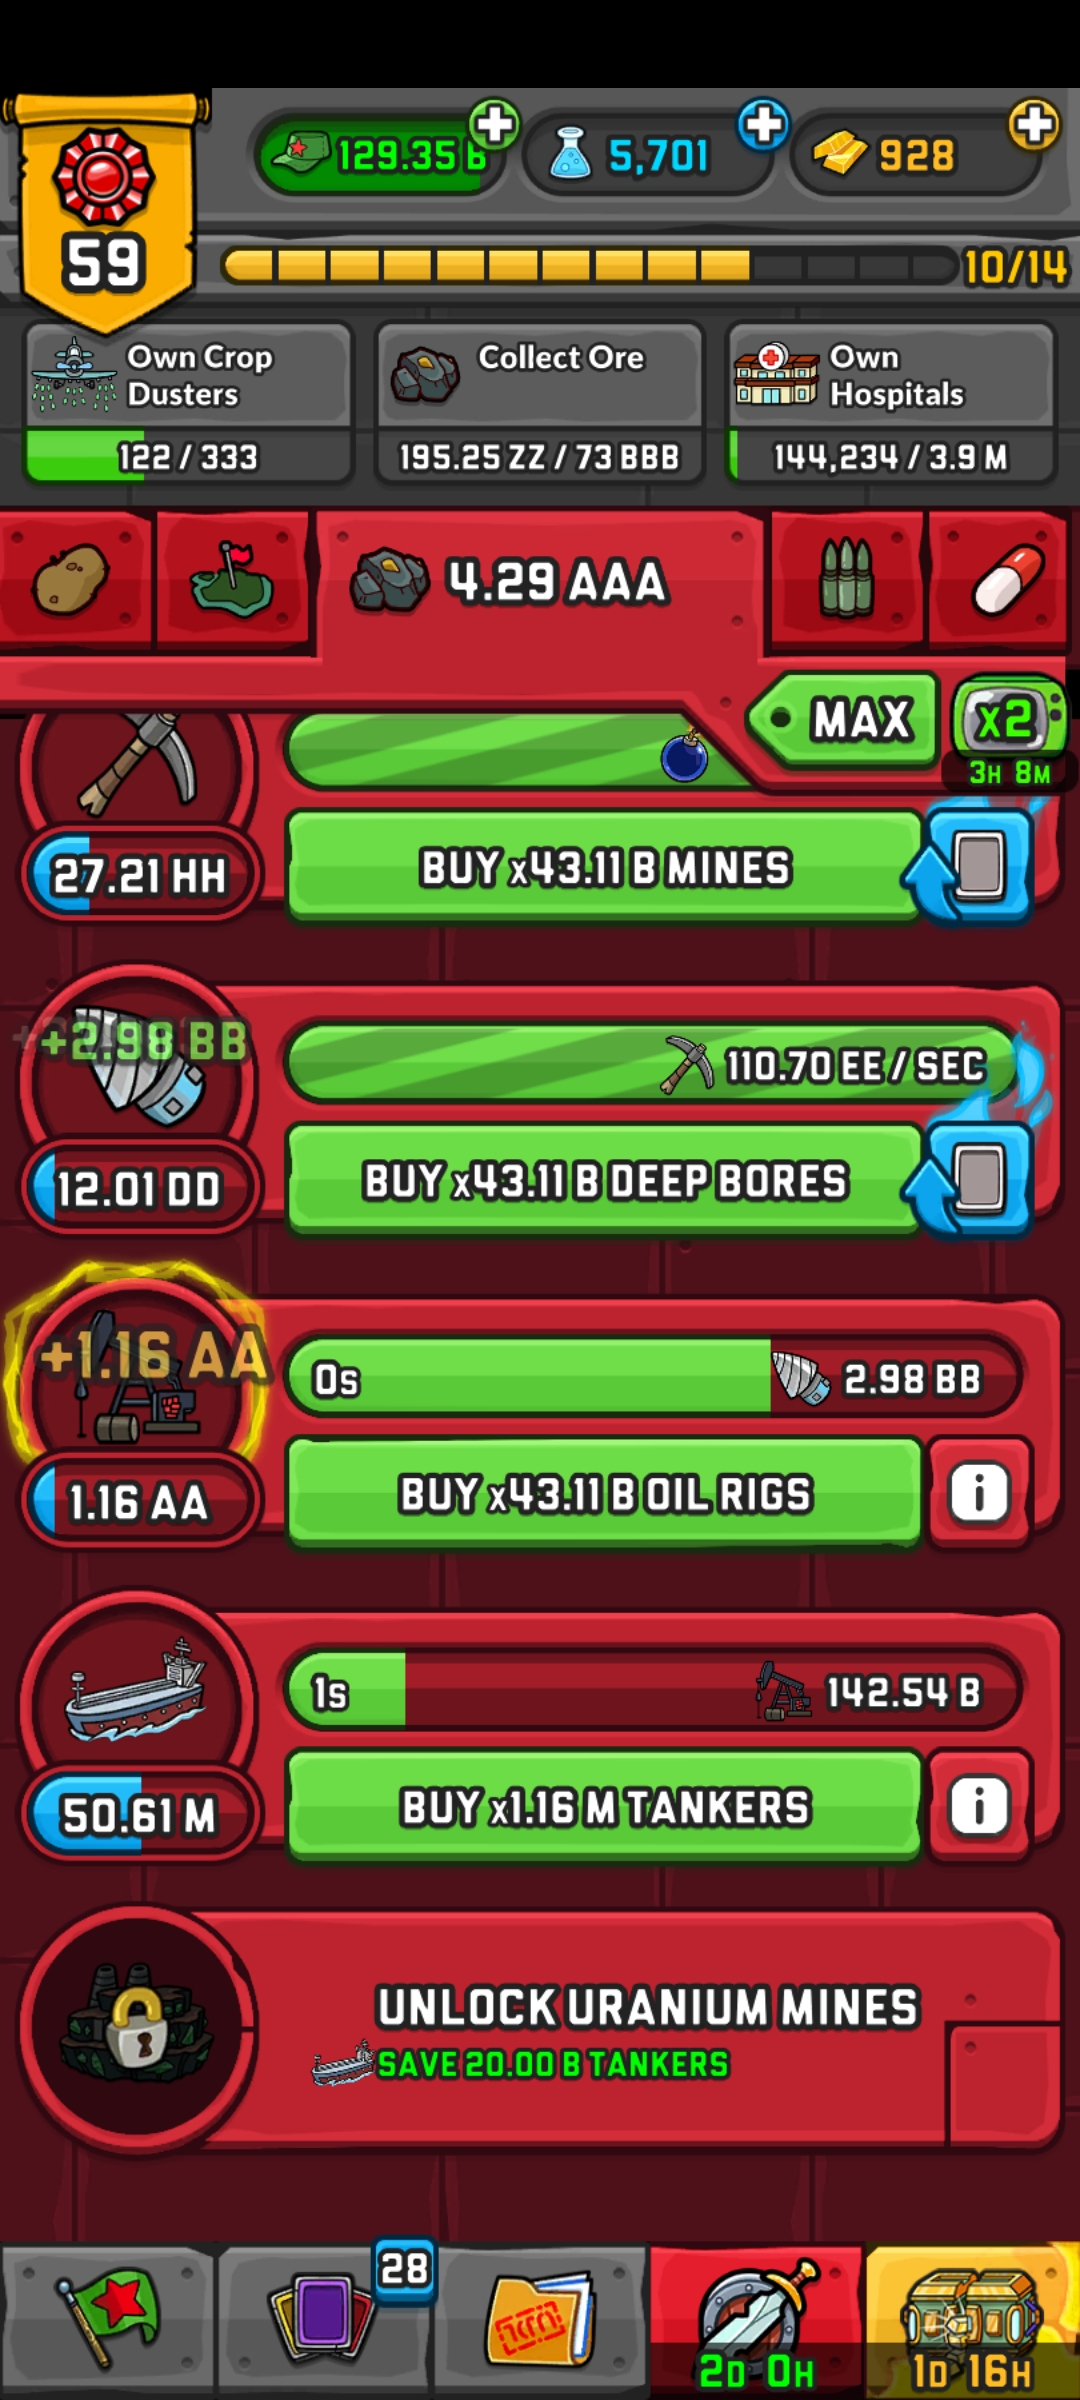 129.35 B
5,701
928
59
10/14
Own Crop
Dusters
122 / 333
Collect Ore
195.25 ZZ / 73 BBB
Own
Hospitals
144,234 / 3.9 M
4.29 AAA
MAX
x2
3H 8M
27.21 HH
BUY x43.11 B MINES
+2.98 BB
110.70 EE / SEC
12.01 DD
BUY x43.11 B DEEP BORES
+1.16 AA
0s
2.98 BB
1.16 AA
BUY x43.11 B OIL RIGS
i
1s
142.54 B
50.61 M
BUY x1.16 M TANKERS
i
UNLOCK URANIUM MINES
SAVE 20.00 B TANKERS
28
2D 0H
1D 16H